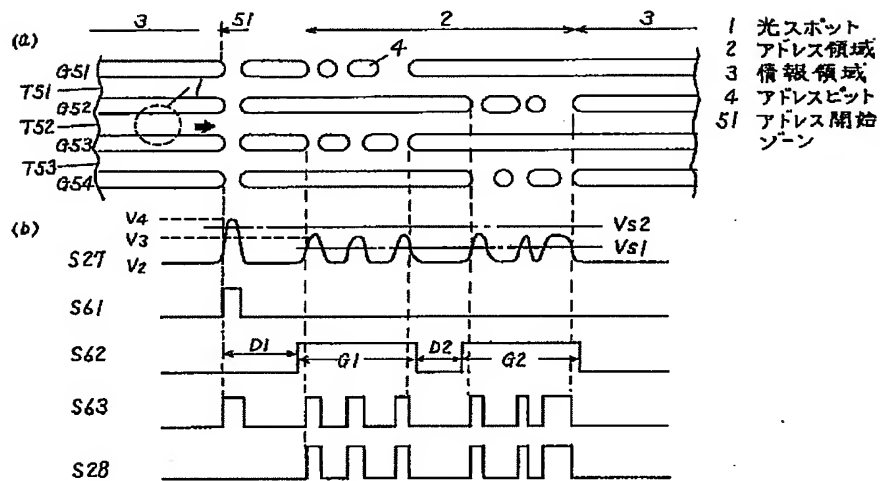 3 51 2 3
(a)
G51
T51
G52
T52
G53
T53
G54
1
4
1 光スポット
2 アドレス領域
3 情報領域
4 アドレスピット
51 アドレス開始
ゾーン
(b)
V4
V3
V2
Vs2
Vs1
S27
S61
S62
D1 G1 D2 G2
S63
S28